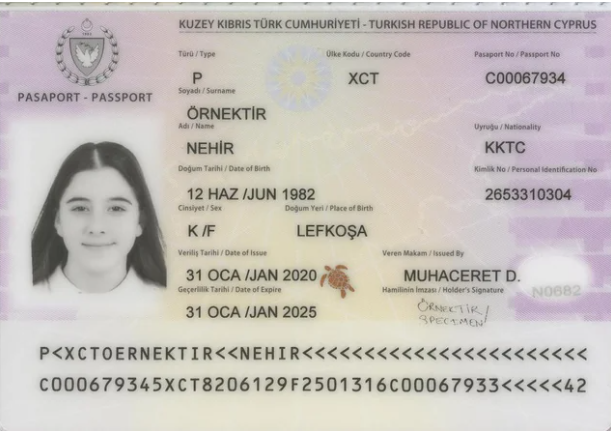 KUZEY KIBRIS TÜRK CUMHURİYETİ - TURKISH REPUBLIC OF NORTHERN CYPRUS
PASAPORT - PASSPORT
Türü / Type Ülke Kodu / Country Code Pasaport No / Passport No
P XCT C00067934
Soyadı / Surname
ÖRNEKTİR
Adı / Name Uyruğu / Nationality
NEHİR KKTC
Doğum Tarihi / Date of Birth Kimlik No / Personal Identification No
12 HAZ /JUN 1982 2653310304
Cinsiyet / Sex Doğum Yeri / Place of Birth
K /F LEFKOŞA
Veriliş Tarihi / Date of Issue Veren Makam / Issued By
31 OCA /JAN 2020 MUHACERET D.
Geçerlilik Tarihi / Date of Expire Hamilinin İmzası / Holder's Signature
N0682
31 OCA /JAN 2025
ÖRNEKTİR/
SPECIMEN/
P<XCTOERNEKTIR<<NEHIR<<<<<<<<<<<<<<<<<<<<<<<
C000679345XCT8206129F2501316C00067933<<<<<42